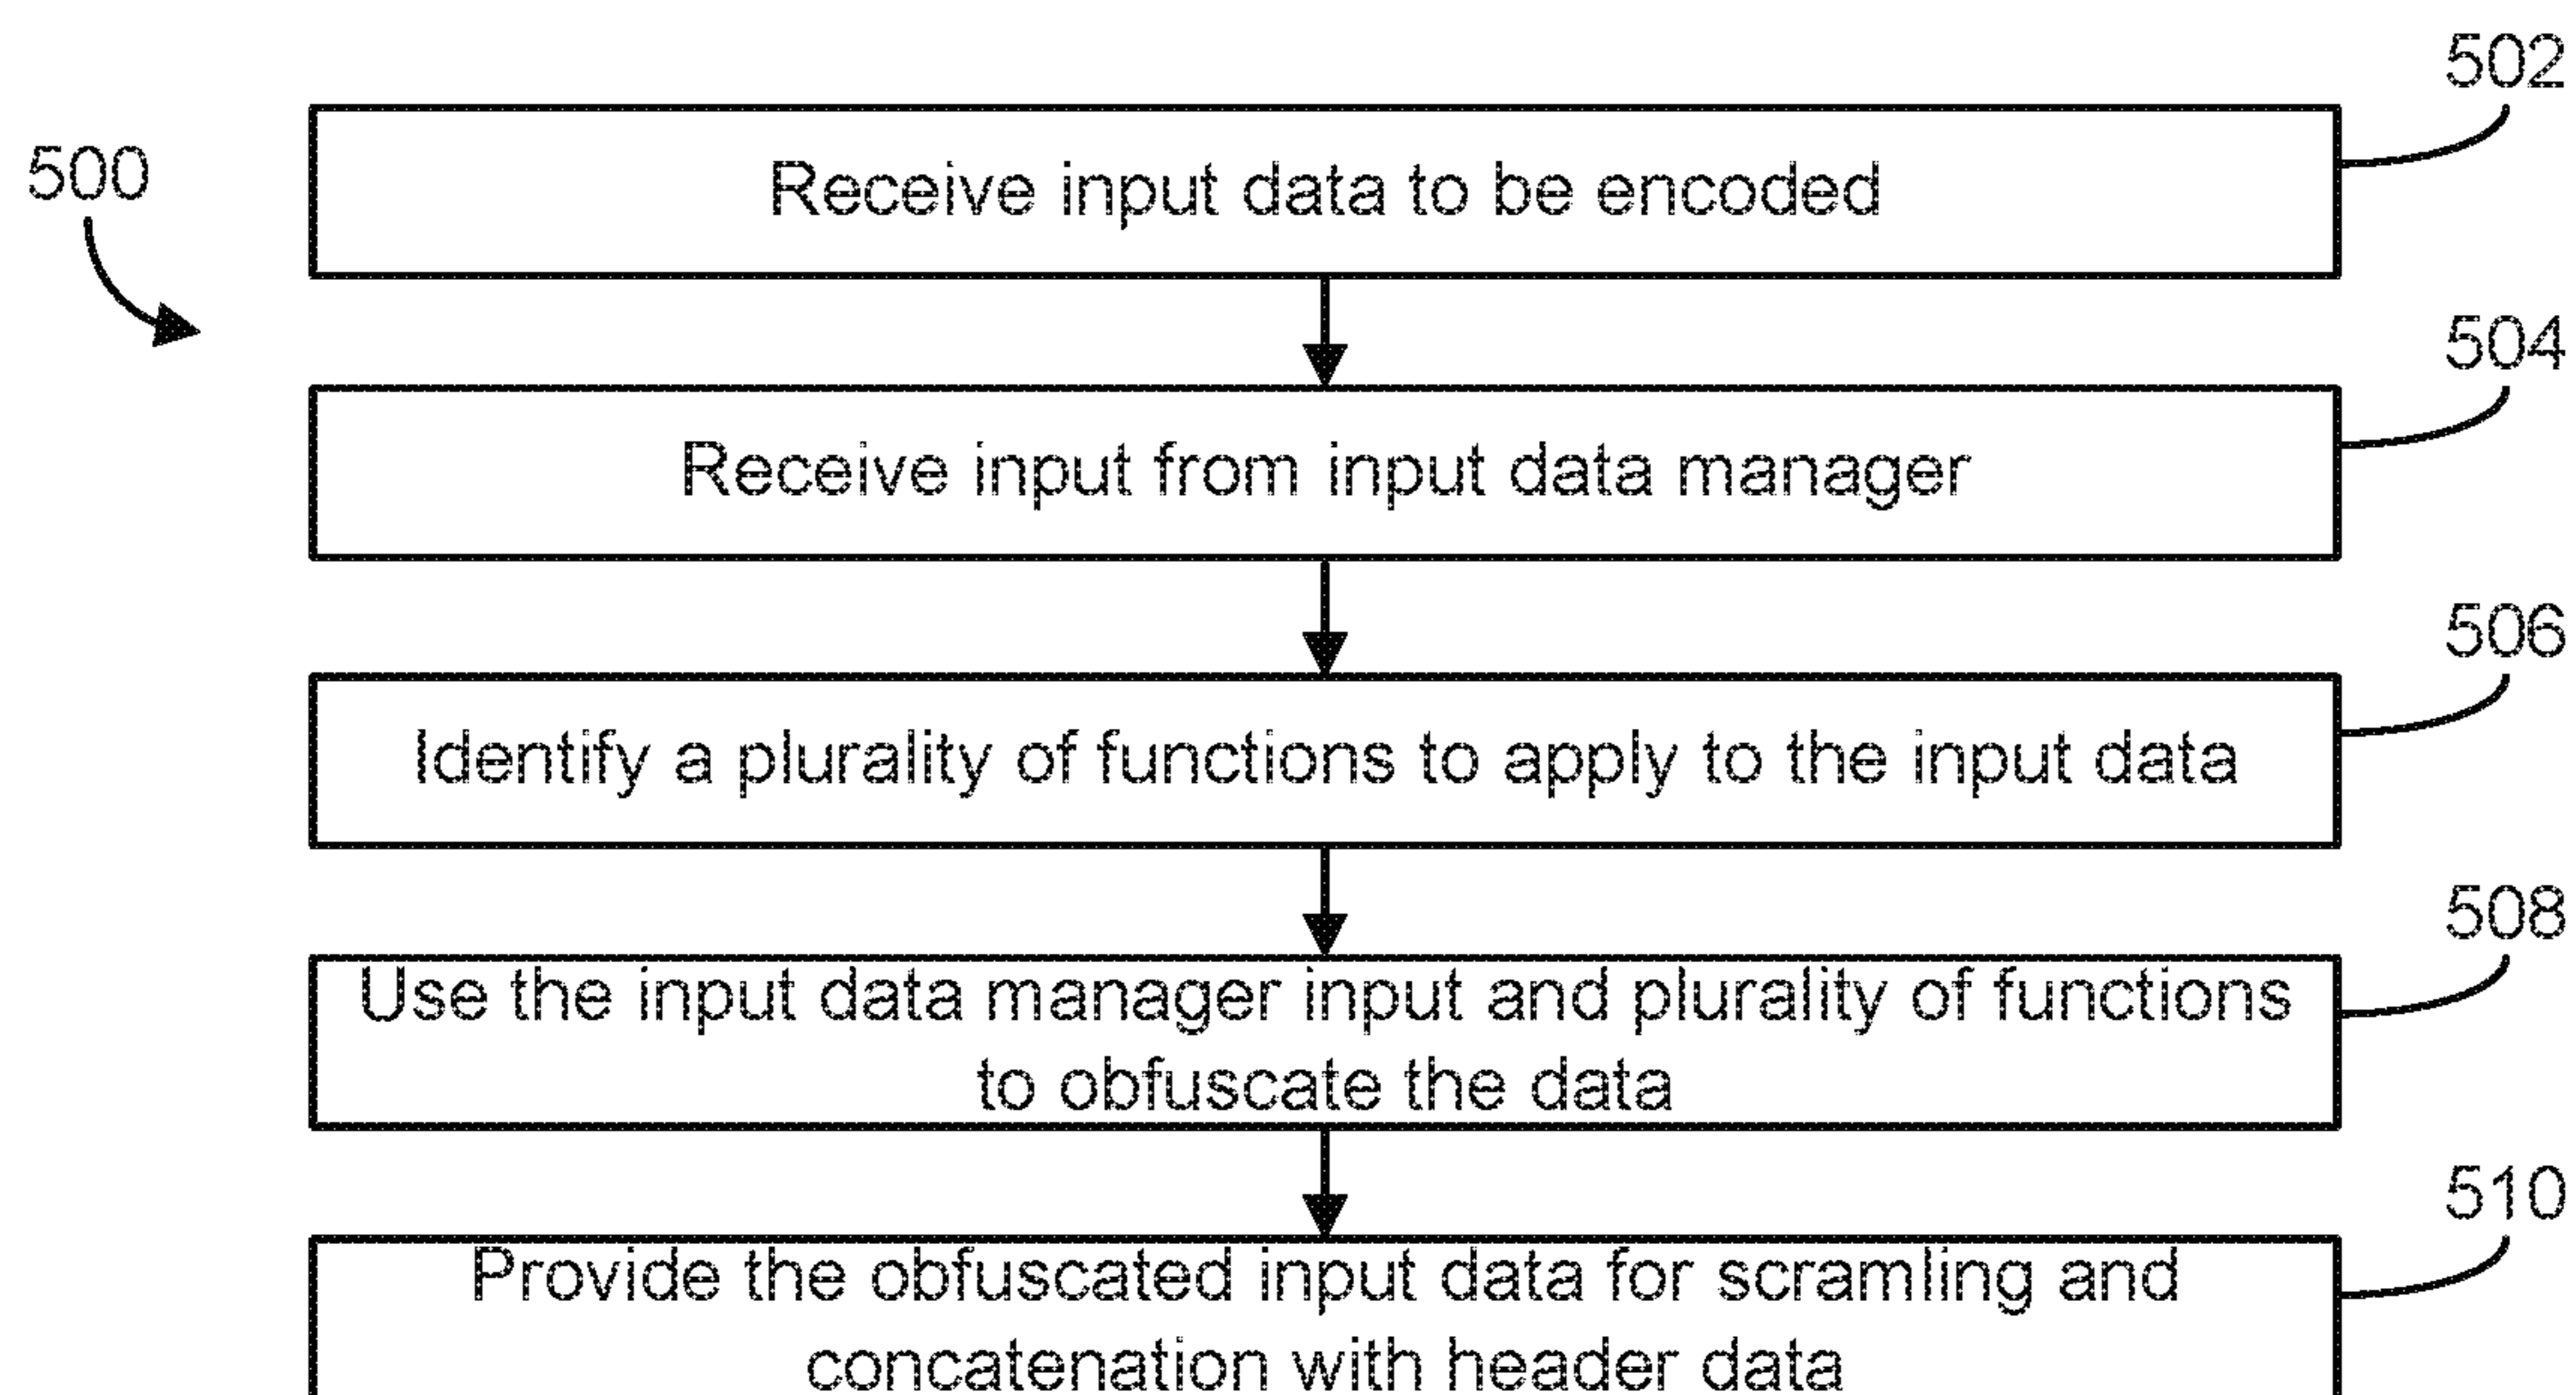 502
500
Receive input data to be encoded
504
Receive input from input data manager
506
Identify a plurality of functions to apply to the input data
508
Use the input data manager input and plurality of functions
to obfuscate the data
510
Provide the obfuscated input data for scramling and
concatenation with header data